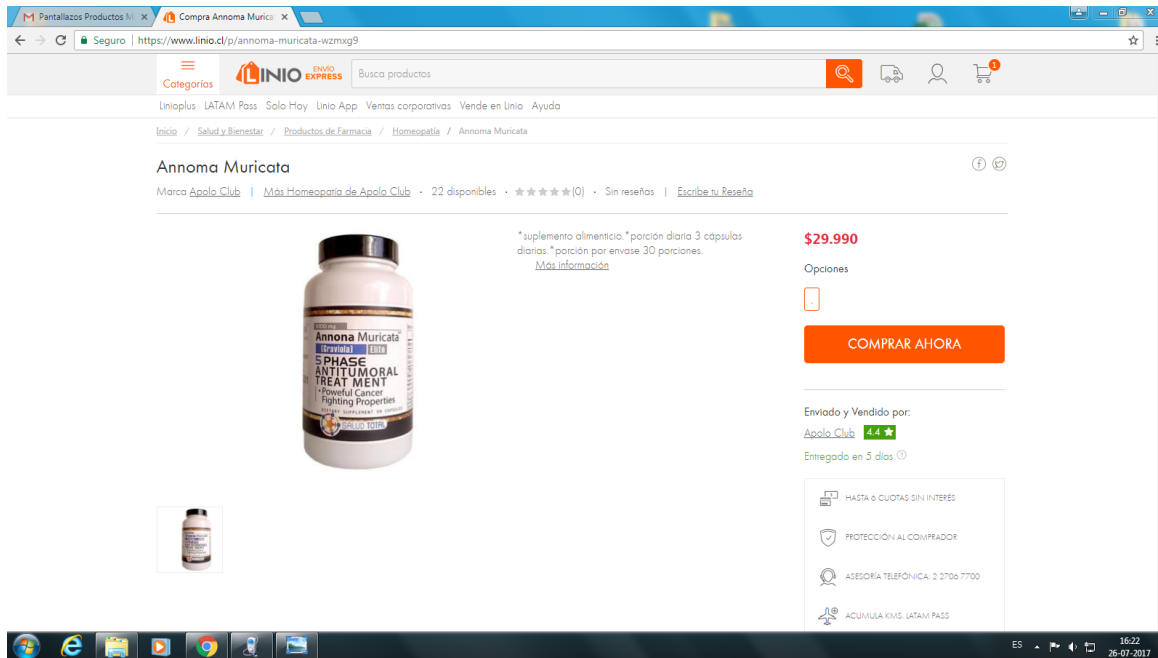 Pantallazos Productos M
Compra Annoma Murica
Seguro
https://www.linio.cl/p/annoma-muricata-wzmxg9
Categorías
LINIO ENVÍO EXPRESS
Busca productos
1
Linioplus LATAM Pass Solo Hoy Linio App Ventas corporativas Vende en Linio Ayuda
Inicio / Salud y Bienestar / Productos de Farmacia / Homeopatía / Annoma Muricata
Annoma Muricata
Marca Apolo Club | Más Homeopatía de Apolo Club · 22 disponibles · (0) · Sin reseñas | Escribe tu Reseña
*suplemento alimenticio.*porción diaria 3 cápsulas
diarias.*porción por envase 30 porciones.
Más información
Annona Muricata
(Graviola) Elite
5 PHASE
ANTITUMORAL
TREAT MENT
• Poweful Cancer
Fighting Properties
SALUD TOTAL
$29.990
Opciones
.
COMPRAR AHORA
Enviado y Vendido por:
Apolo Club 4.4
Entregado en 5 días
HASTA 6 CUOTAS SIN INTERÉS
PROTECCIÓN AL COMPRADOR
ASESORÍA TELEFÓNICA: 2 2706 7700
ACUMULA KMS. LATAM PASS
ES
16:22
26-07-2017